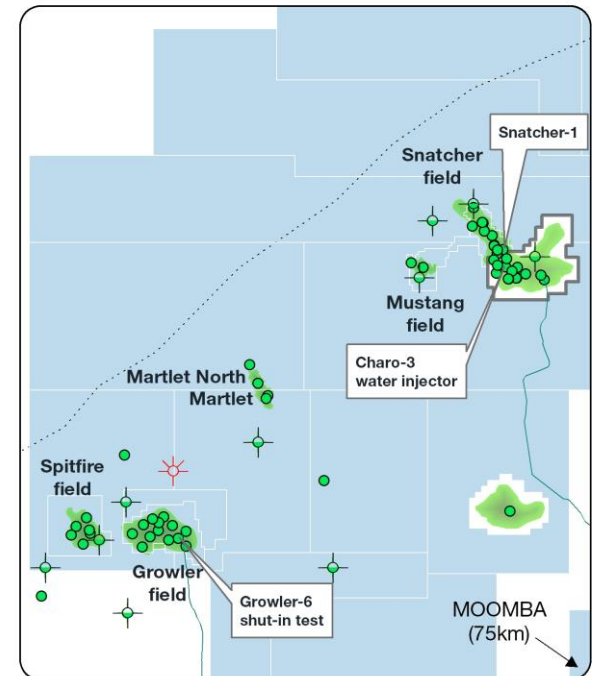 Snatcher-1
Snatcher
field
Mustang
field
Charo-3
water injector
Martlet North
Martlet
Spitfire
field
Growler
field
Growler-6
shut-in test
MOOMBA
(75km)